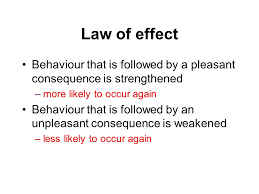 Law of effect
• Behaviour that is followed by a pleasant
consequence is strengthened
– more likely to occur again
• Behaviour that is followed by an
unpleasant consequence is weakened
– less likely to occur again